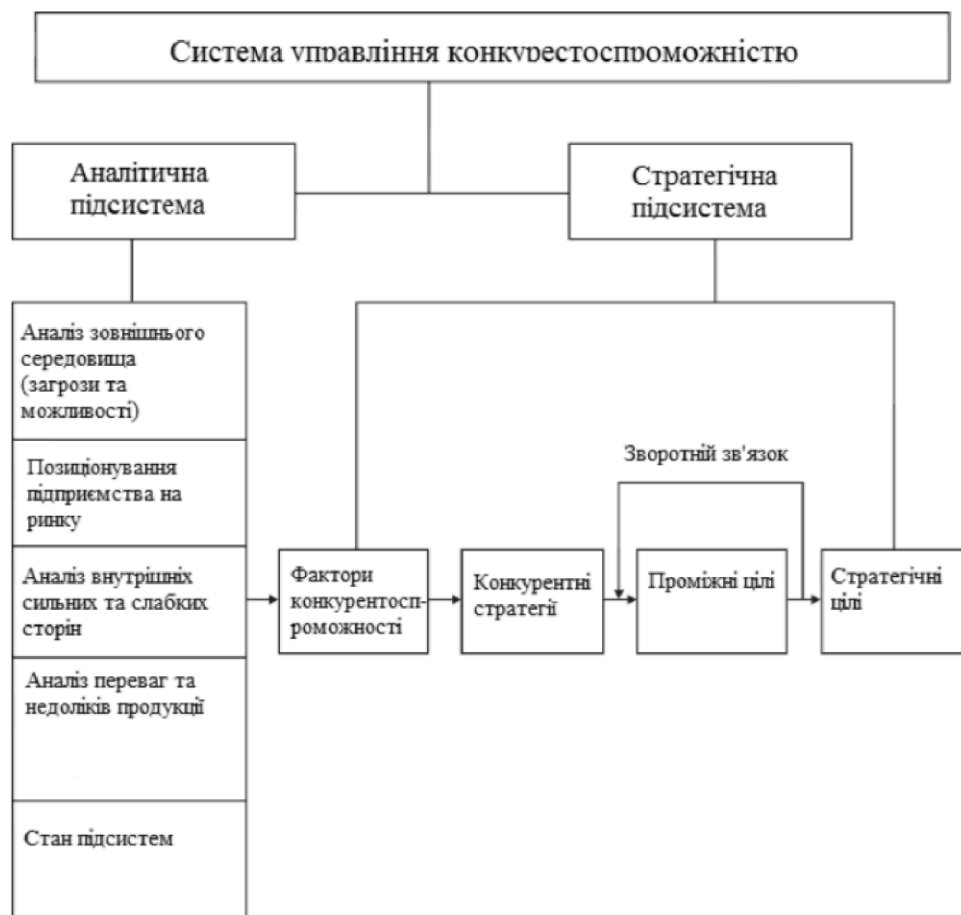 Система управління конкурестоспроможністю
Аналітична
підсистема
Стратегічна
підсистема
Аналіз зовнішнього
середовища
(загрози та
можливості)
Позиціонування
підприємства на
ринку
Аналіз внутрішніх
сильних та слабких
сторін
Аналіз переваг та
недоліків продукції
Стан підсистем
Зворотній зв'язок
Фактори
конкурентосп-
роможності
Конкурентні
стратегії
Проміжні цілі
Стратегічні
цілі